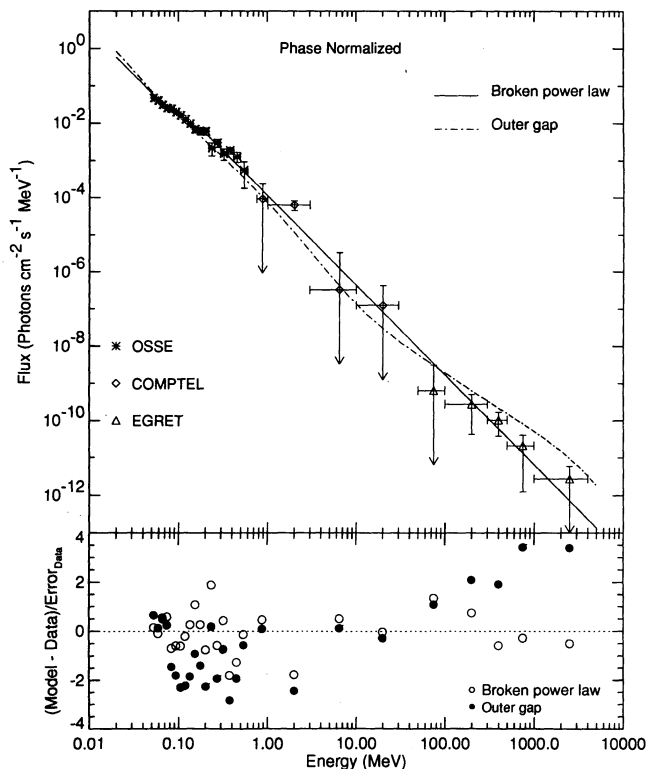 Phase Normalized
Broken power law
Outer gap
10^0
10^-2
10^-4
10^-6
10^-8
10^-10
10^-12
Flux (Photons cm^-2 s^-1 MeV^-1)
OSSE
COMPTEL
EGRET
4
2
0
-2
-4
(Model - Data)/Error_Data
Broken power law
Outer gap
0.01
0.10
1.00
10.00
100.00
1000.0
10000.0
Energy (MeV)